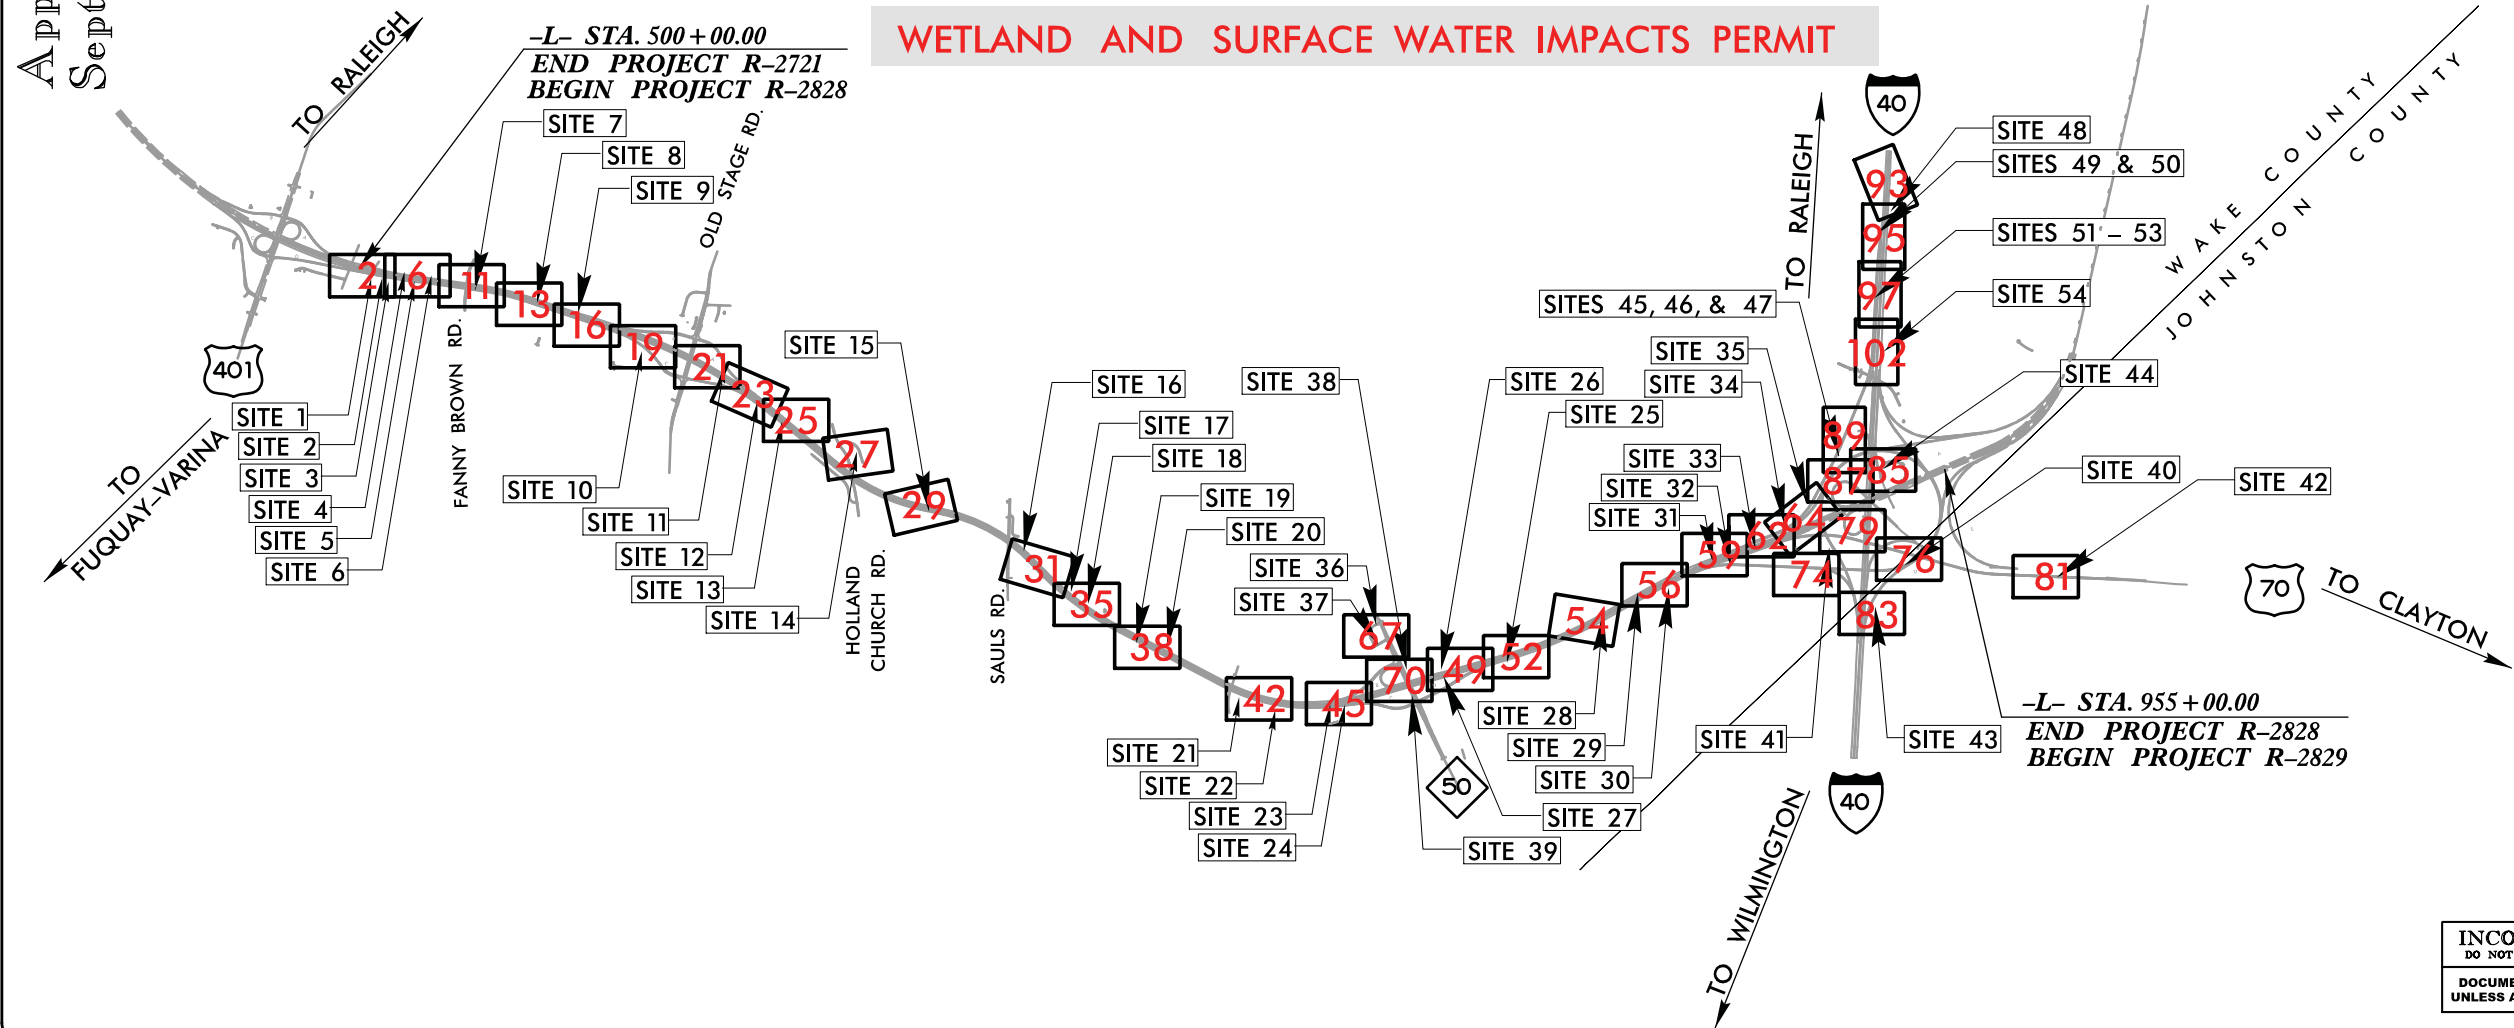 WETLAND AND SURFACE WATER IMPACTS PERMIT
-L- STA. 500+00.00
END PROJECT R-2721
BEGIN PROJECT R-2828
TO RALEIGH
SITE 7
SITE 8
SITE 9
OLD STAGE RD.
401
TO
FUQUAY-VARINA
SITE 1
SITE 2
SITE 3
SITE 4
SITE 5
SITE 6
FANNY BROWN RD.
SITE 10
SITE 11
SITE 12
SITE 13
SITE 14
SITE 15
HOLLAND
CHURCH RD.
SAULS RD.
SITE 16
SITE 17
SITE 18
SITE 19
SITE 20
SITE 38
SITE 36
SITE 37
SITE 26
SITE 25
SITE 21
SITE 22
SITE 23
SITE 24
50
SITE 39
SITE 27
SITE 28
SITE 29
SITE 30
SITE 31
SITE 32
SITE 33
SITE 34
SITE 35
SITES 45, 46, & 47
TO RALEIGH
40
SITE 48
SITES 49 & 50
SITES 51 - 53
SITE 54
SITE 44
SITE 40
SITE 42
SITE 41
SITE 43
WAKE COUNTY
JOHNSTON COUNTY
70
TO CLAYTON
-L- STA. 955+00.00
END PROJECT R-2828
BEGIN PROJECT R-2829
40
TO WILMINGTON
2
6
11
13
16
19
21
23
25
27
29
31
35
38
42
45
67
70
49
52
54
56
59
62
64
74
79
76
81
83
85
87
89
93
95
97
102
DO NOT